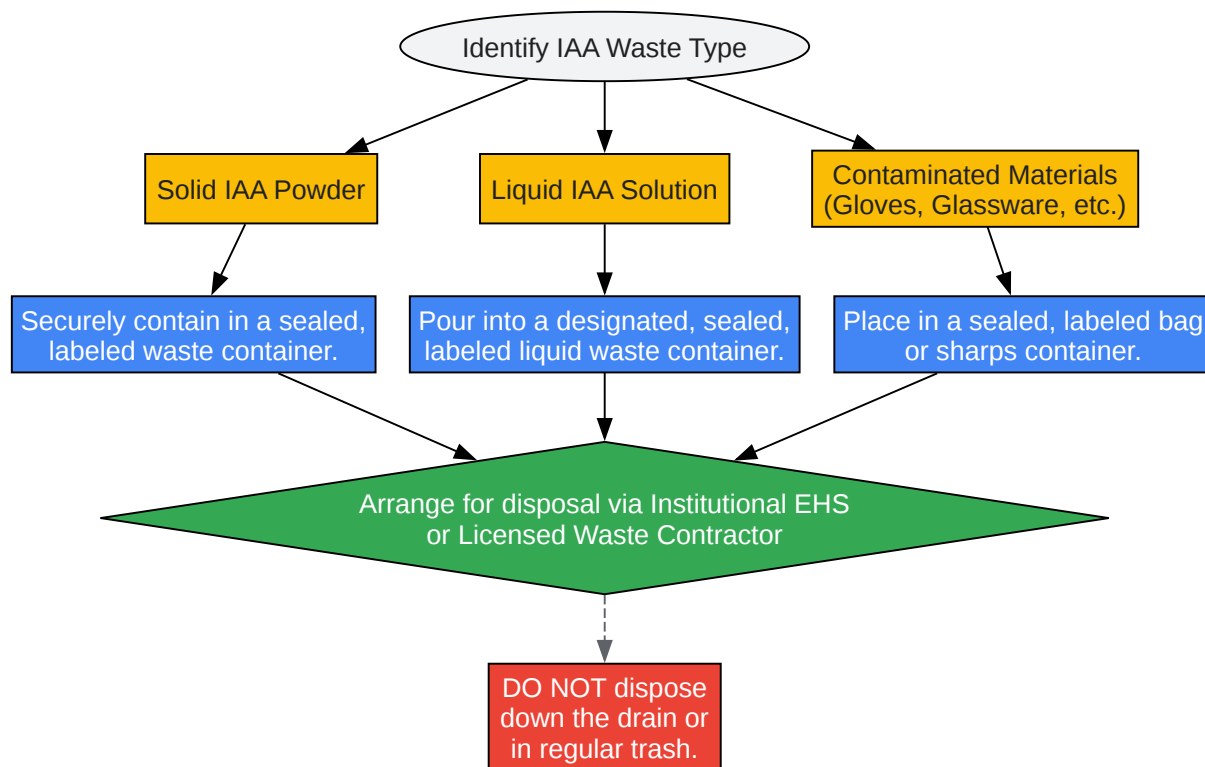 Identify IAA Waste Type
Solid IAA Powder
Liquid IAA Solution
Contaminated Materials
(Gloves, Glassware, etc.)
Securely contain in a sealed,
labeled waste container.
Pour into a designated, sealed,
labeled liquid waste container.
Place in a sealed, labeled bag
or sharps container.
Arrange for disposal via Institutional EHS
or Licensed Waste Contractor
DO NOT dispose
down the drain or
in regular trash.